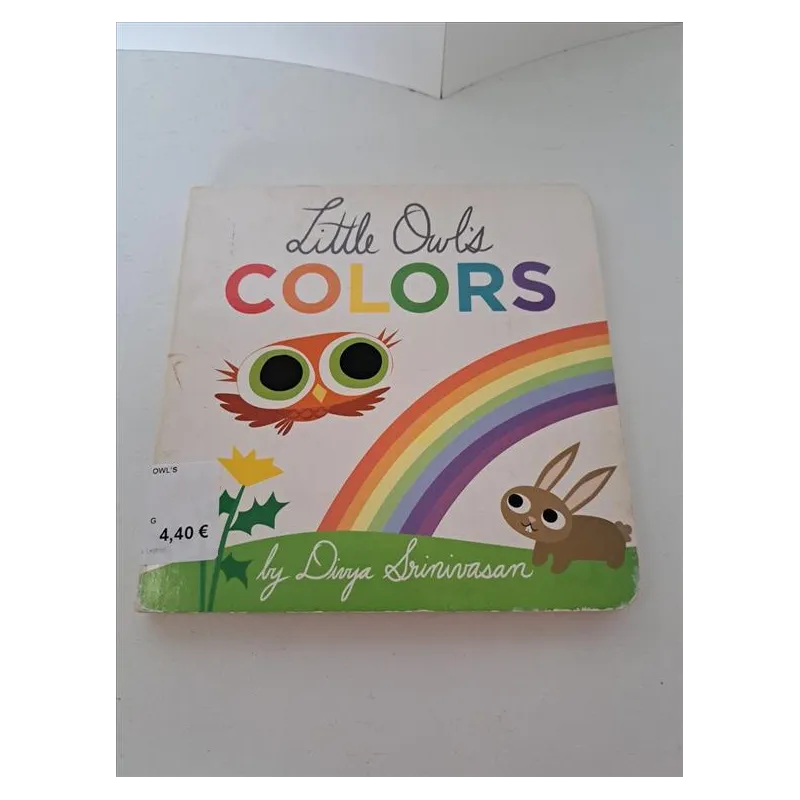 Little Owl's
COLORS
OWL'S
G
4,40 €
by Divya Srinivasan